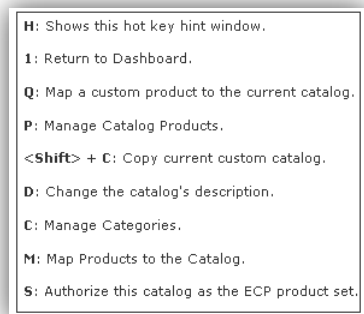 H: Shows this hot key hint window.
1: Return to Dashboard.
Q: Map a custom product to the current catalog.
P: Manage Catalog Products.
<Shift> + C: Copy current custom catalog.
D: Change the catalog's description.
C: Manage Categories.
M: Map Products to the Catalog.
S: Authorize this catalog as the ECP product set.